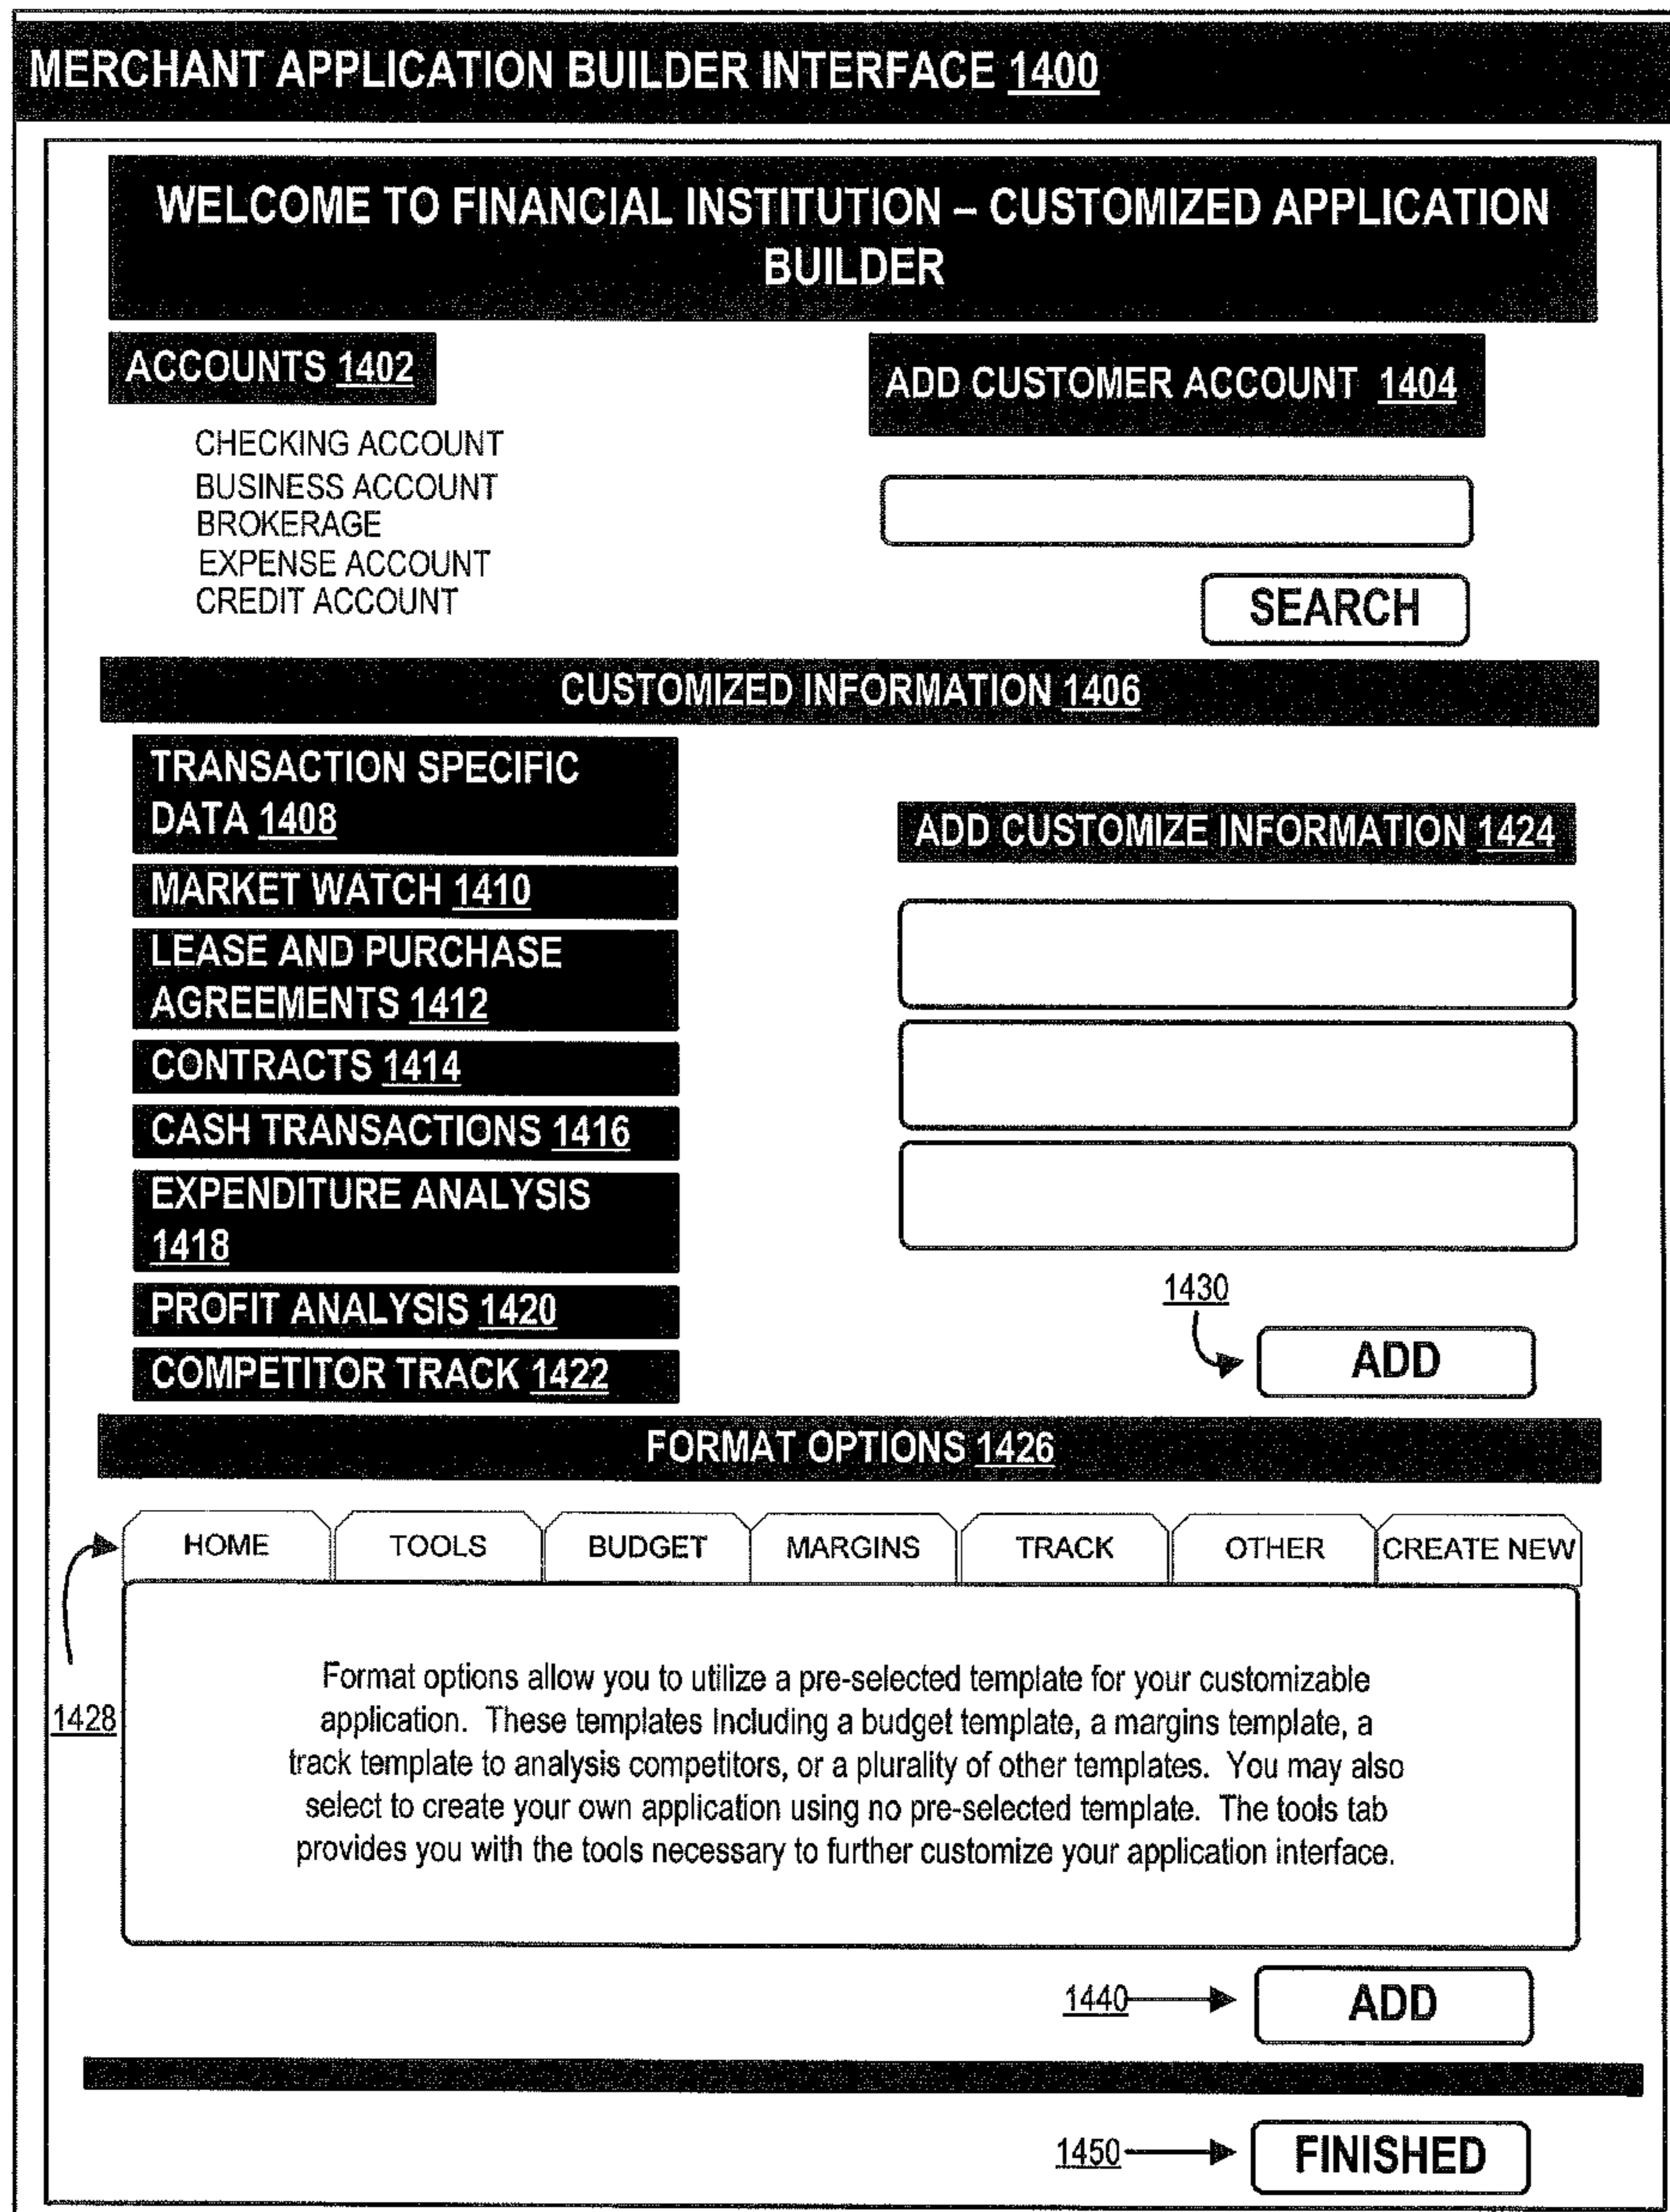 MERCHANT APPLICATION BUILDER INTERFACE 1400
WELCOME TO FINANCIAL INSTITUTION – CUSTOMIZED APPLICATION
BUILDER
ACCOUNTS 1402
CHECKING ACCOUNT
BUSINESS ACCOUNT
BROKERAGE
EXPENSE ACCOUNT
CREDIT ACCOUNT
ADD CUSTOMER ACCOUNT 1404
SEARCH
CUSTOMIZED INFORMATION 1406
TRANSACTION SPECIFIC
DATA 1408
MARKET WATCH 1410
LEASE AND PURCHASE
AGREEMENTS 1412
CONTRACTS 1414
CASH TRANSACTIONS 1416
EXPENDITURE ANALYSIS
1418
PROFIT ANALYSIS 1420
COMPETITOR TRACK 1422
ADD CUSTOMIZE INFORMATION 1424
1430
ADD
FORMAT OPTIONS 1426
HOME TOOLS BUDGET MARGINS TRACK OTHER CREATE NEW
1428
Format options allow you to utilize a pre-selected template for your customizable
application. These templates Including a budget template, a margins template, a
track template to analysis competitors, or a plurality of other templates. You may also
select to create your own application using no pre-selected template. The tools tab
provides you with the tools necessary to further customize your application interface.
1440 ADD
1450 FINISHED